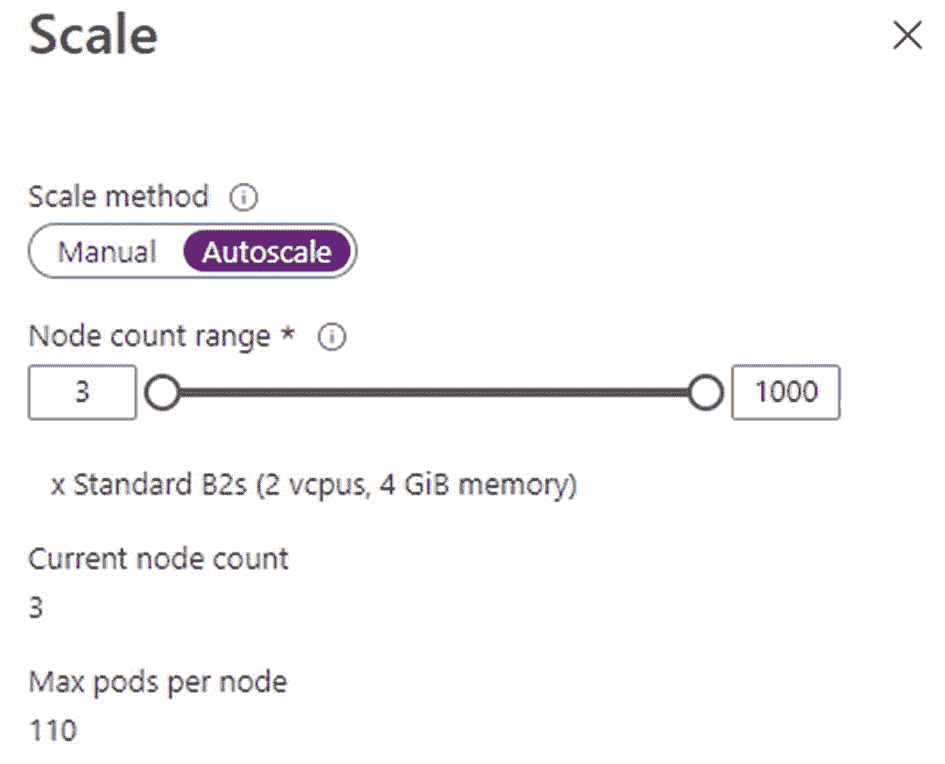 Scale
Scale method
Manual Autoscale
Node count range *
3 1000
x Standard B2s (2 vcpus, 4 GiB memory)
Current node count
3
Max pods per node
110